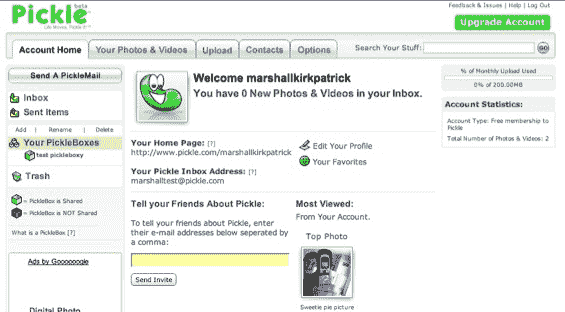 Feedback & Issues | Help | Log Out
Pickle beta
Upgrade Account
Account Home
Your Photos & Videos
Upload
Contacts
Options
Search Your Stuff:
GO
Send A PickleMail
Inbox
Sent Items
Add | Rename | Delete
Your PickleBoxes
test pickleboxy
Trash
= PickleBox is Shared
= PickleBox is NOT Shared
What is a PickleBox [?]
Ads by Goooooogle
Digital Photo
Welcome marshallkirkpatrick
You have 0 New Photos & Videos in your Inbox.
Your Home Page: [?]
http://www.pickle.com/marshallkirkpatrick
Your Pickle Inbox Address: [?]
marshalltest@pickle.com
Edit Your Profile
Your Favorites
Tell your Friends About Pickle:
To tell your friends about Pickle, enter
their e-mail addresses below seperated by
a comma:
Send Invite
Most Viewed:
From Your Account.
Top Photo
Sweetie pie picture
% of Monthly Upload Used
0% of 200.00MB
Account Statistics:
Account Type: Free membership to
Pickle
Total Number of Photos & Videos: 2